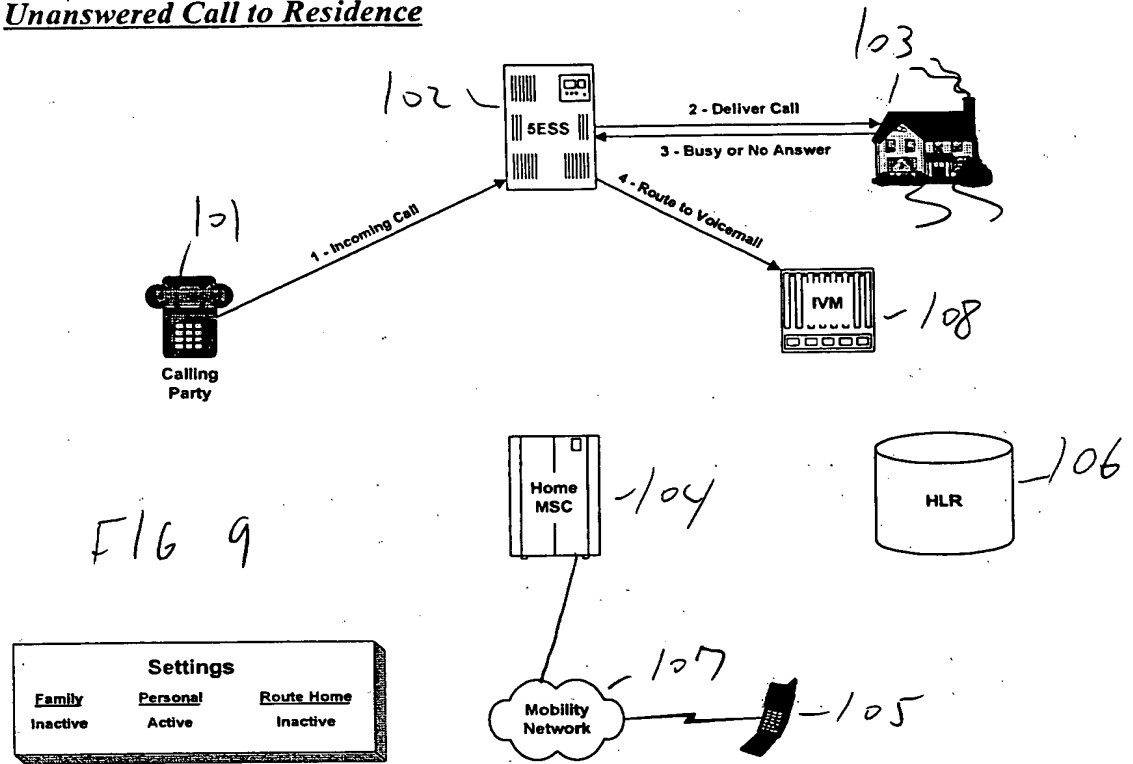 Unanswered Call to Residence
103
102
5ESS
2 - Deliver Call
3 - Busy or No Answer
4 - Route to Voicemail
101
1 - Incoming Call
IVM
108
Calling
Party
Home
MSC
104
HLR
106
FIG 9
Settings
Family Personal Route Home
Inactive Active Inactive
107
Mobility
Network
105